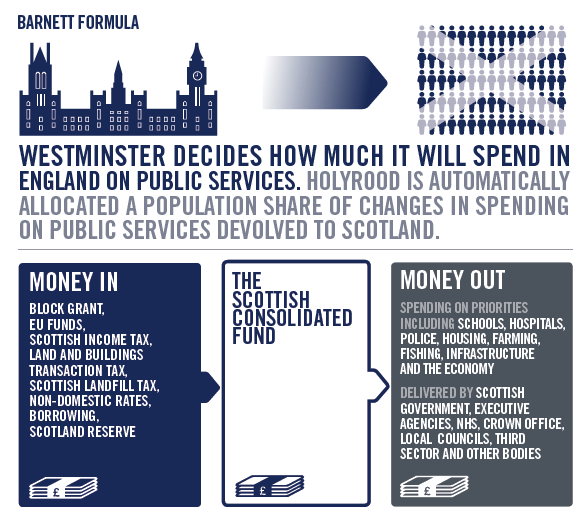 BARNETT FORMULA
WESTMINSTER DECIDES HOW MUCH IT WILL SPEND IN
ENGLAND ON PUBLIC SERVICES. HOLYROOD IS AUTOMATICALLY
ALLOCATED A POPULATION SHARE OF CHANGES IN SPENDING
ON PUBLIC SERVICES DEVOLVED TO SCOTLAND.
MONEY IN
BLOCK GRANT,
EU FUNDS,
SCOTTISH INCOME TAX,
LAND AND BUILDINGS
TRANSACTION TAX,
SCOTTISH LANDFILL TAX,
NON-DOMESTIC RATES,
BORROWING,
SCOTLAND RESERVE
£
THE
SCOTTISH
CONSOLIDATED
FUND
£
MONEY OUT
SPENDING ON PRIORITIES
INCLUDING SCHOOLS, HOSPITALS,
POLICE, HOUSING, FARMING,
FISHING, INFRASTRUCTURE
AND THE ECONOMY
DELIVERED BY SCOTTISH
GOVERNMENT, EXECUTIVE
AGENCIES, NHS, CROWN OFFICE,
LOCAL COUNCILS, THIRD
SECTOR AND OTHER BODIES
£